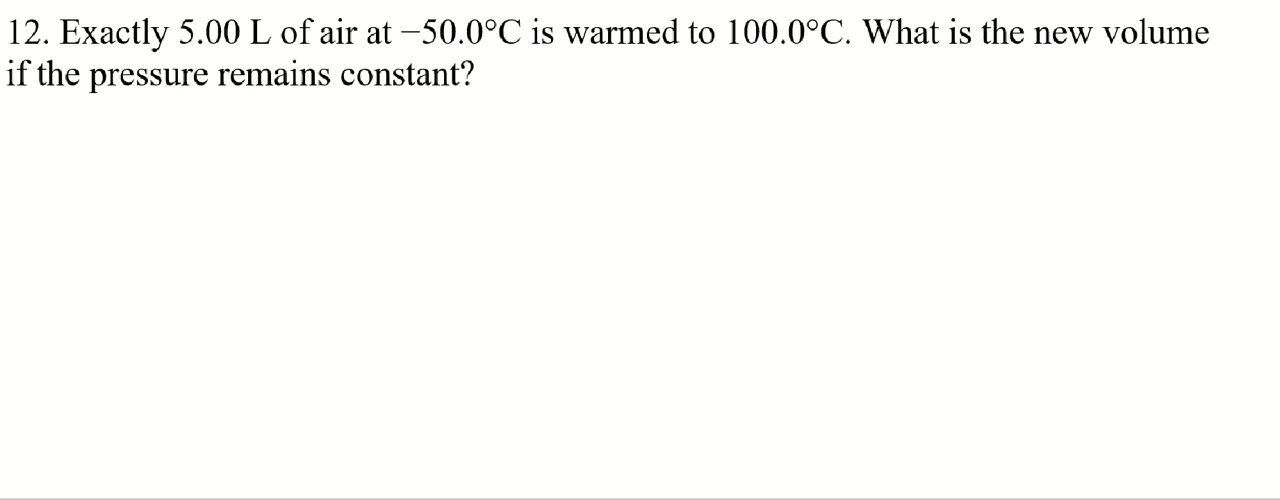 12. Exactly 5.00 L of air at −50.0°C is warmed to 100.0°C. What is the new volume
if the pressure remains constant?